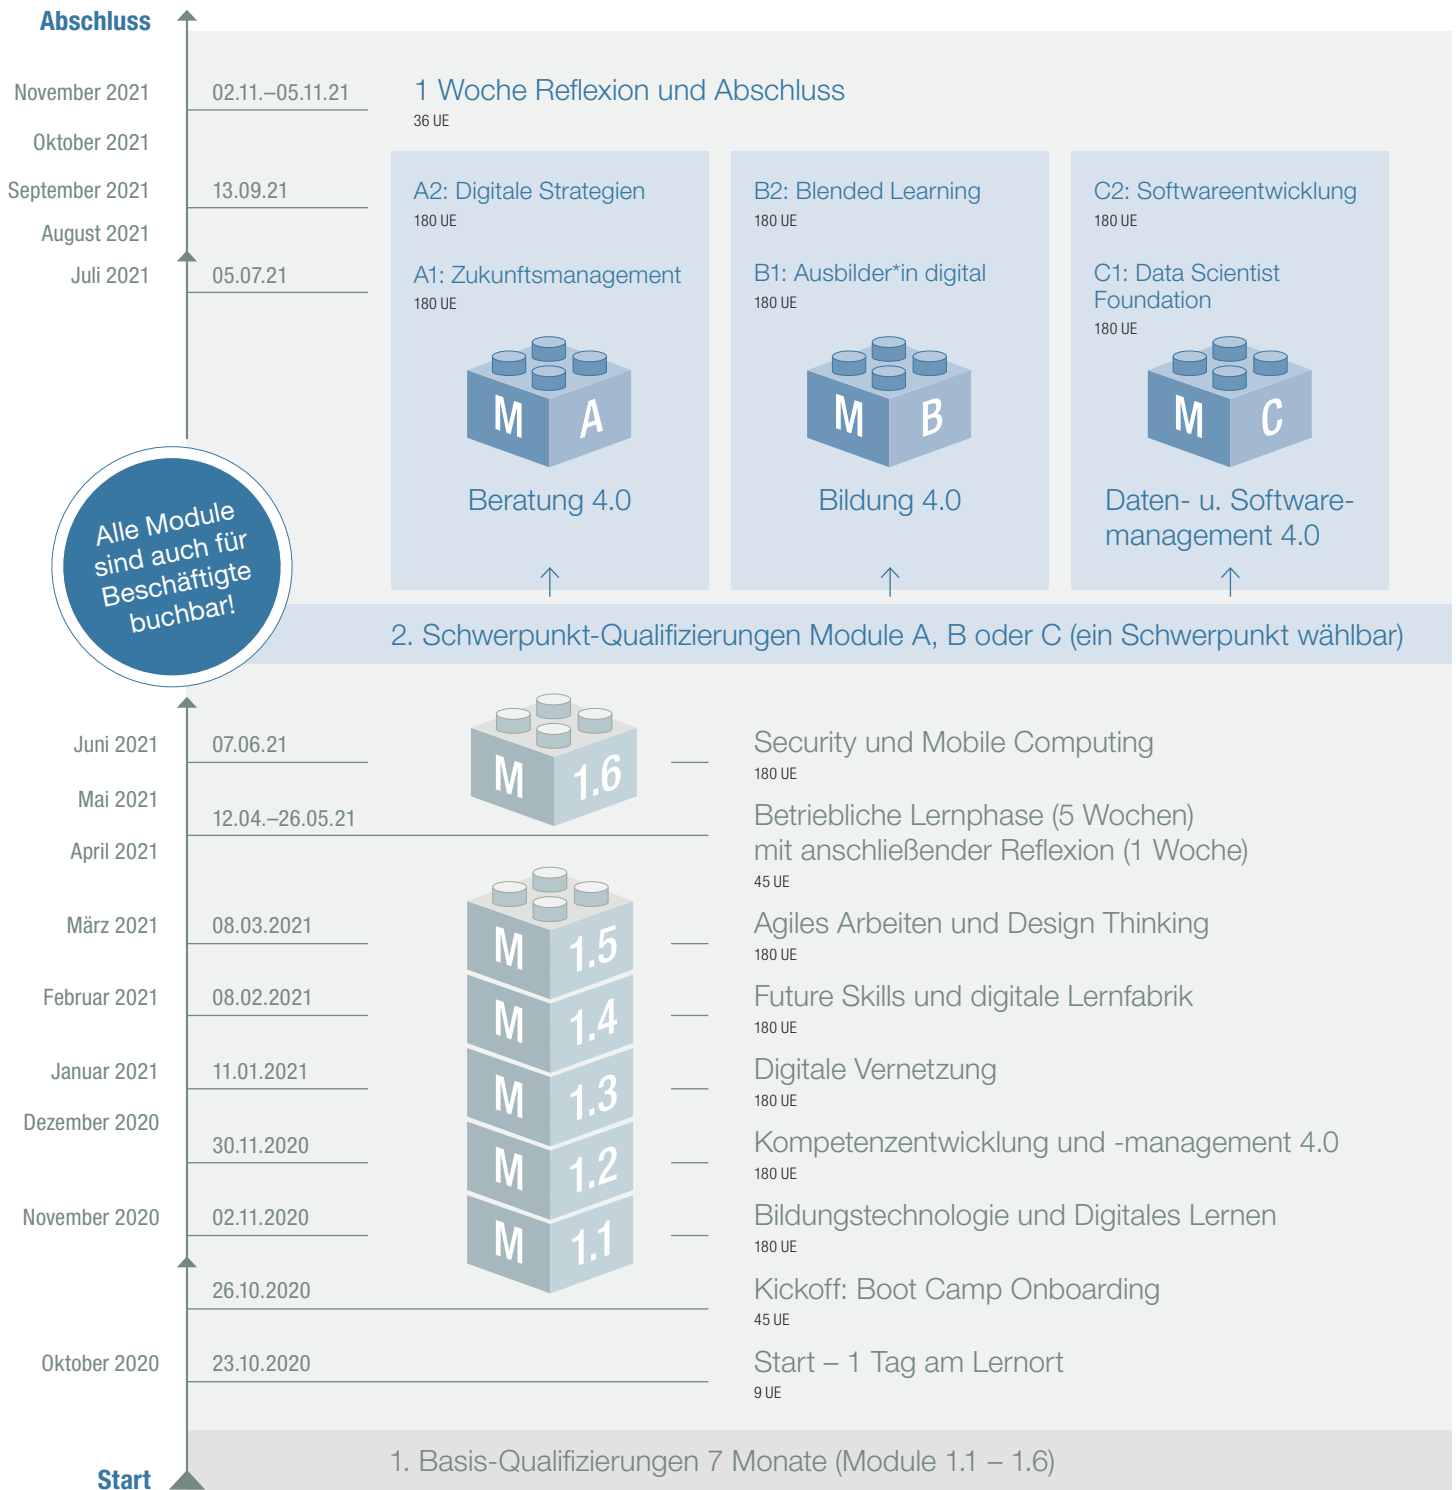 Abschluss
November 2021
02.11.–05.11.21
1 Woche Reflexion und Abschluss
36 UE
Oktober 2021
September 2021
13.09.21
A2: Digitale Strategien
180 UE
B2: Blended Learning
180 UE
C2: Softwareentwicklung
180 UE
August 2021
Juli 2021
05.07.21
A1: Zukunftsmanagement
180 UE
B1: Ausbilder*in digital
180 UE
C1: Data Scientist
Foundation
180 UE
M A
M B
M C
Beratung 4.0
Bildung 4.0
Daten- u. Software-
management 4.0
Alle Module
sind auch für
Beschäftigte
buchbar!
2. Schwerpunkt-Qualifizierungen Module A, B oder C (ein Schwerpunkt wählbar)
Juni 2021
07.06.21
M 1.6
Security und Mobile Computing
180 UE
Mai 2021
12.04.–26.05.21
Betriebliche Lernphase (5 Wochen)
mit anschließender Reflexion (1 Woche)
45 UE
April 2021
März 2021
08.03.2021
M 1.5
Agiles Arbeiten und Design Thinking
180 UE
Februar 2021
08.02.2021
M 1.4
Future Skills und digitale Lernfabrik
180 UE
Januar 2021
11.01.2021
M 1.3
Digitale Vernetzung
180 UE
Dezember 2020
30.11.2020
M 1.2
Kompetenzentwicklung und -management 4.0
180 UE
November 2020
02.11.2020
M 1.1
Bildungstechnologie und Digitales Lernen
180 UE
26.10.2020
Kickoff: Boot Camp Onboarding
45 UE
Oktober 2020
23.10.2020
Start – 1 Tag am Lernort
9 UE
1. Basis-Qualifizierungen 7 Monate (Module 1.1 – 1.6)
Start